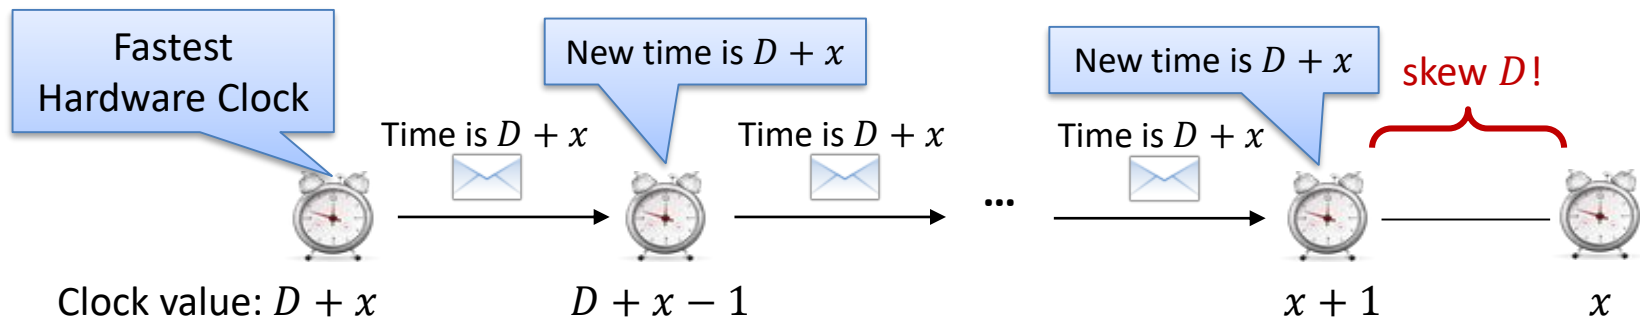 Fastest
Hardware Clock
New time is D + x
New time is D + x
skew D!
Time is D + x
Time is D + x
Time is D + x
...
Clock value: D + x
D + x − 1
x + 1
x